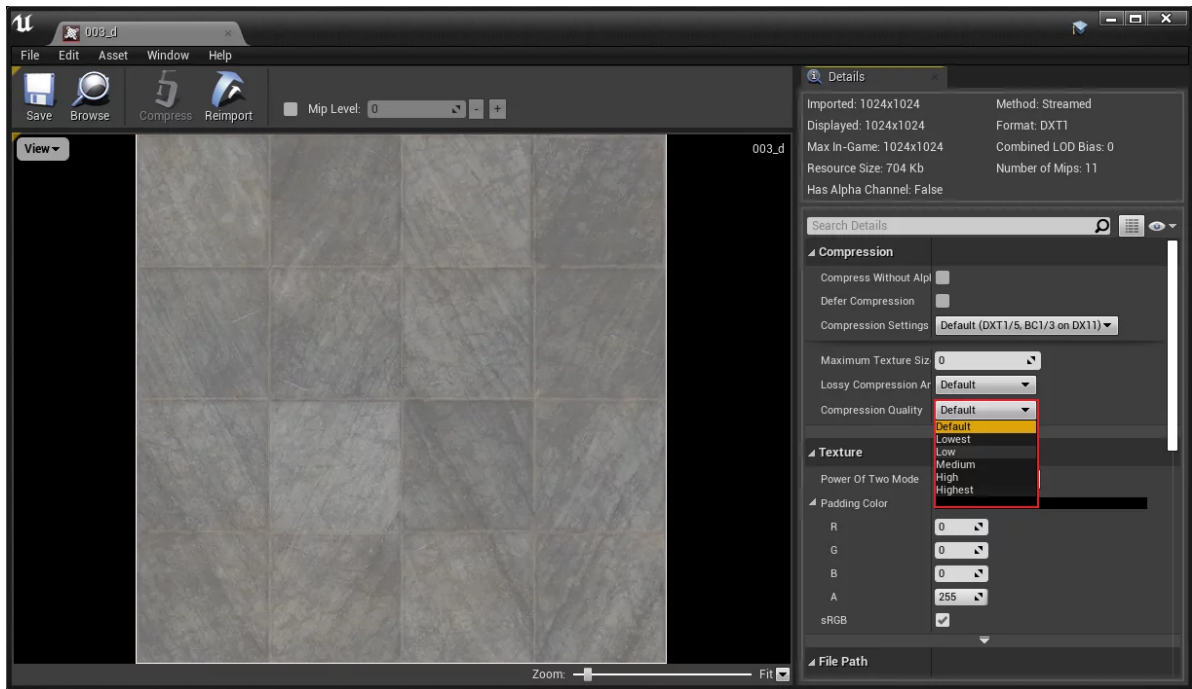 003_d
File Edit Asset Window Help
Save Browse Compress Reimport
Mip Level: 0 - +
View
003_d
Zoom: Fit
Details
Imported: 1024x1024 Method: Streamed
Displayed: 1024x1024 Format: DXT1
Max In-Game: 1024x1024 Combined LOD Bias: 0
Resource Size: 704 Kb Number of Mips: 11
Has Alpha Channel: False
Search Details
Compression
Compress Without Alpl
Defer Compression
Compression Settings Default (DXT1/5, BC1/3 on DX11)
Maximum Texture Siz 0
Lossy Compression Ar Default
Compression Quality Default
Default
Lowest
Low
Medium
High
Highest
Texture
Power Of Two Mode
Padding Color
R 0
G 0
B 0
A 255
sRGB
File Path